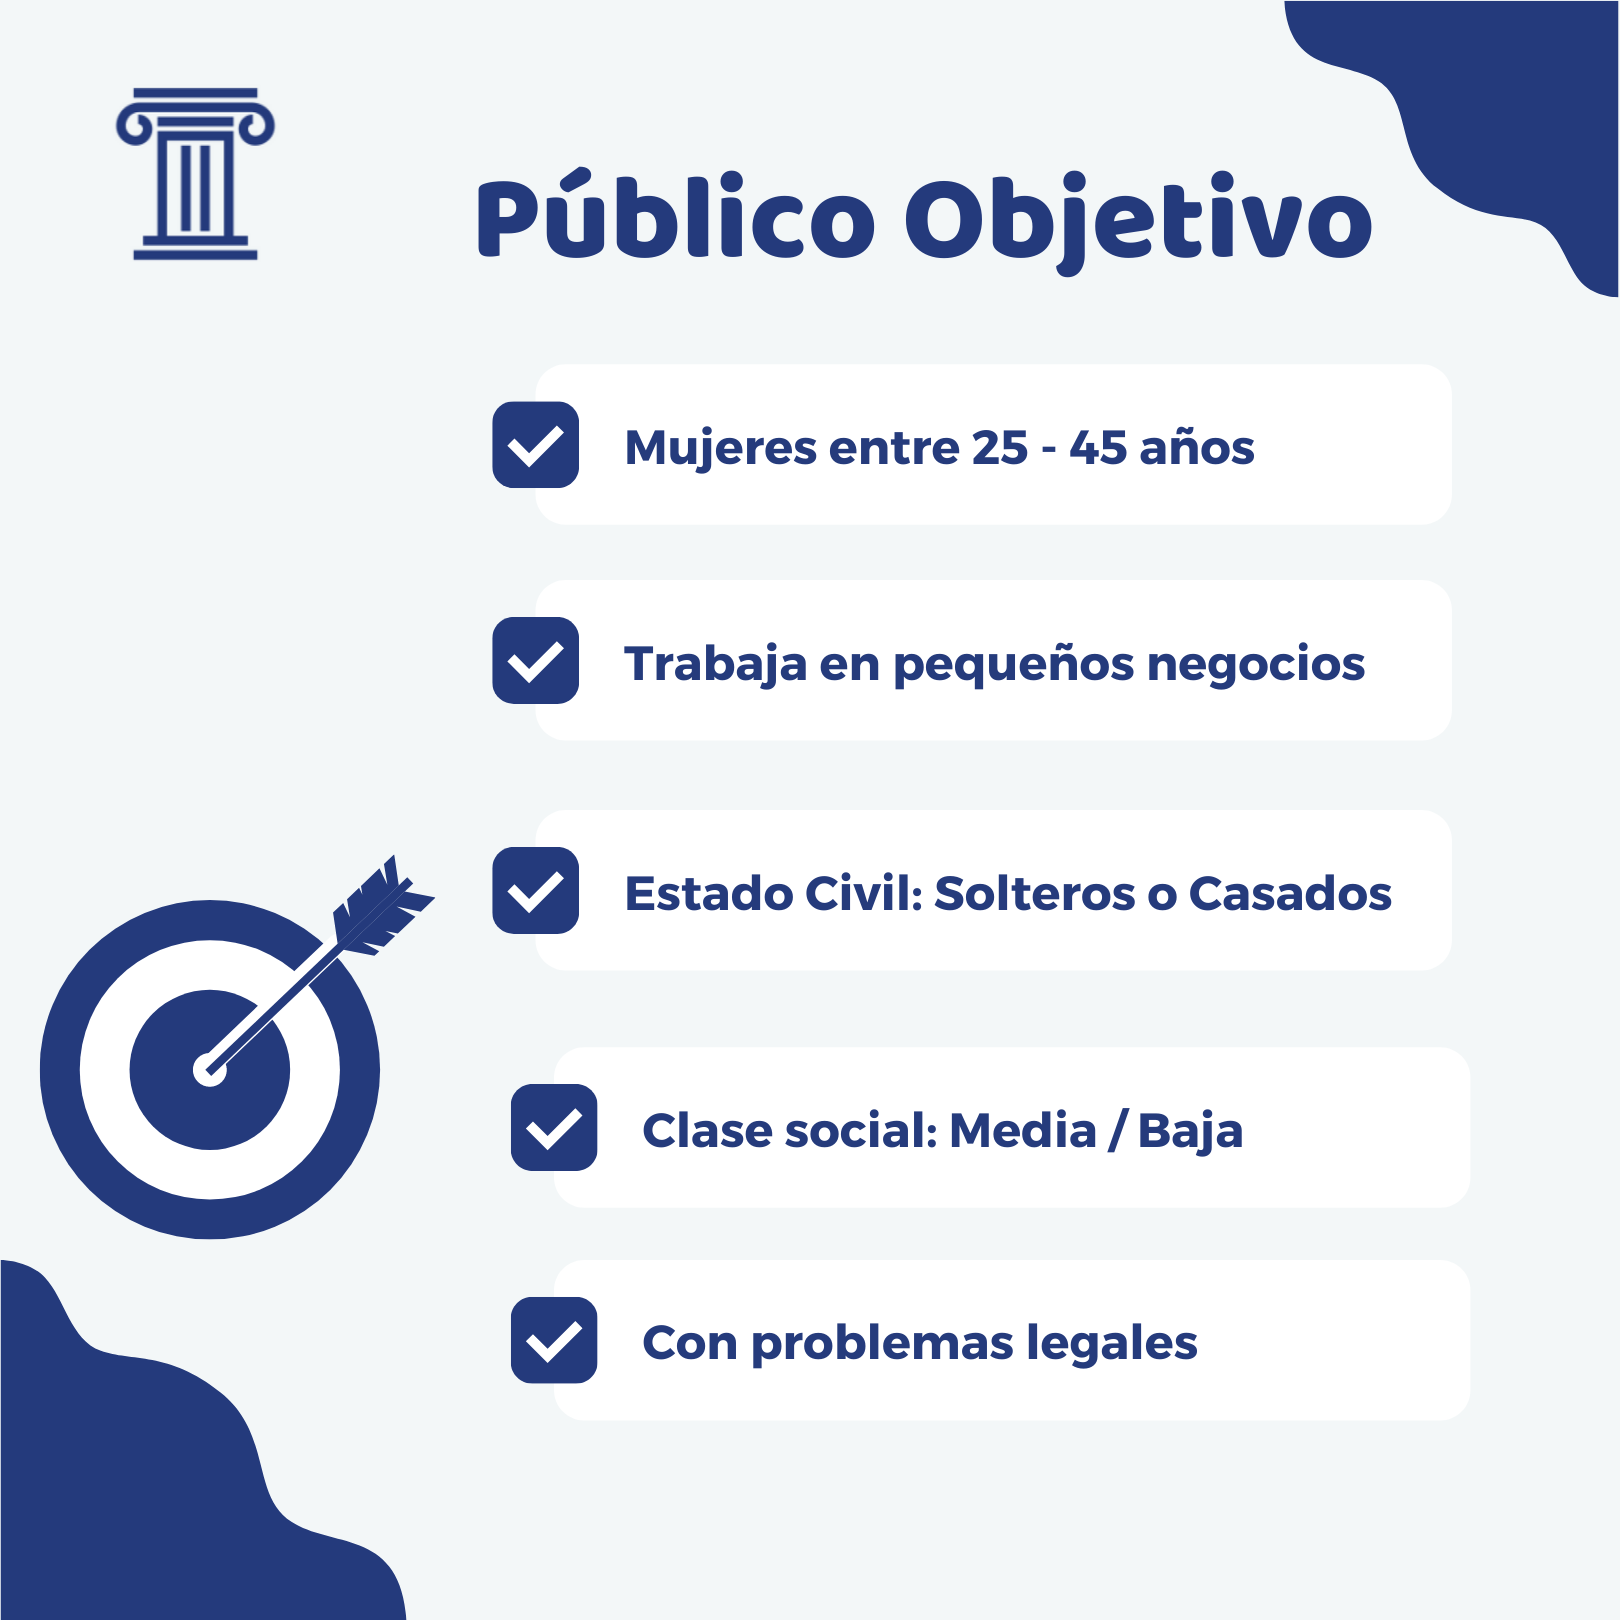 Público Objetivo
Mujeres entre 25 - 45 años
Trabaja en pequeños negocios
Estado Civil: Solteros o Casados
Clase social: Media / Baja
Con problemas legales